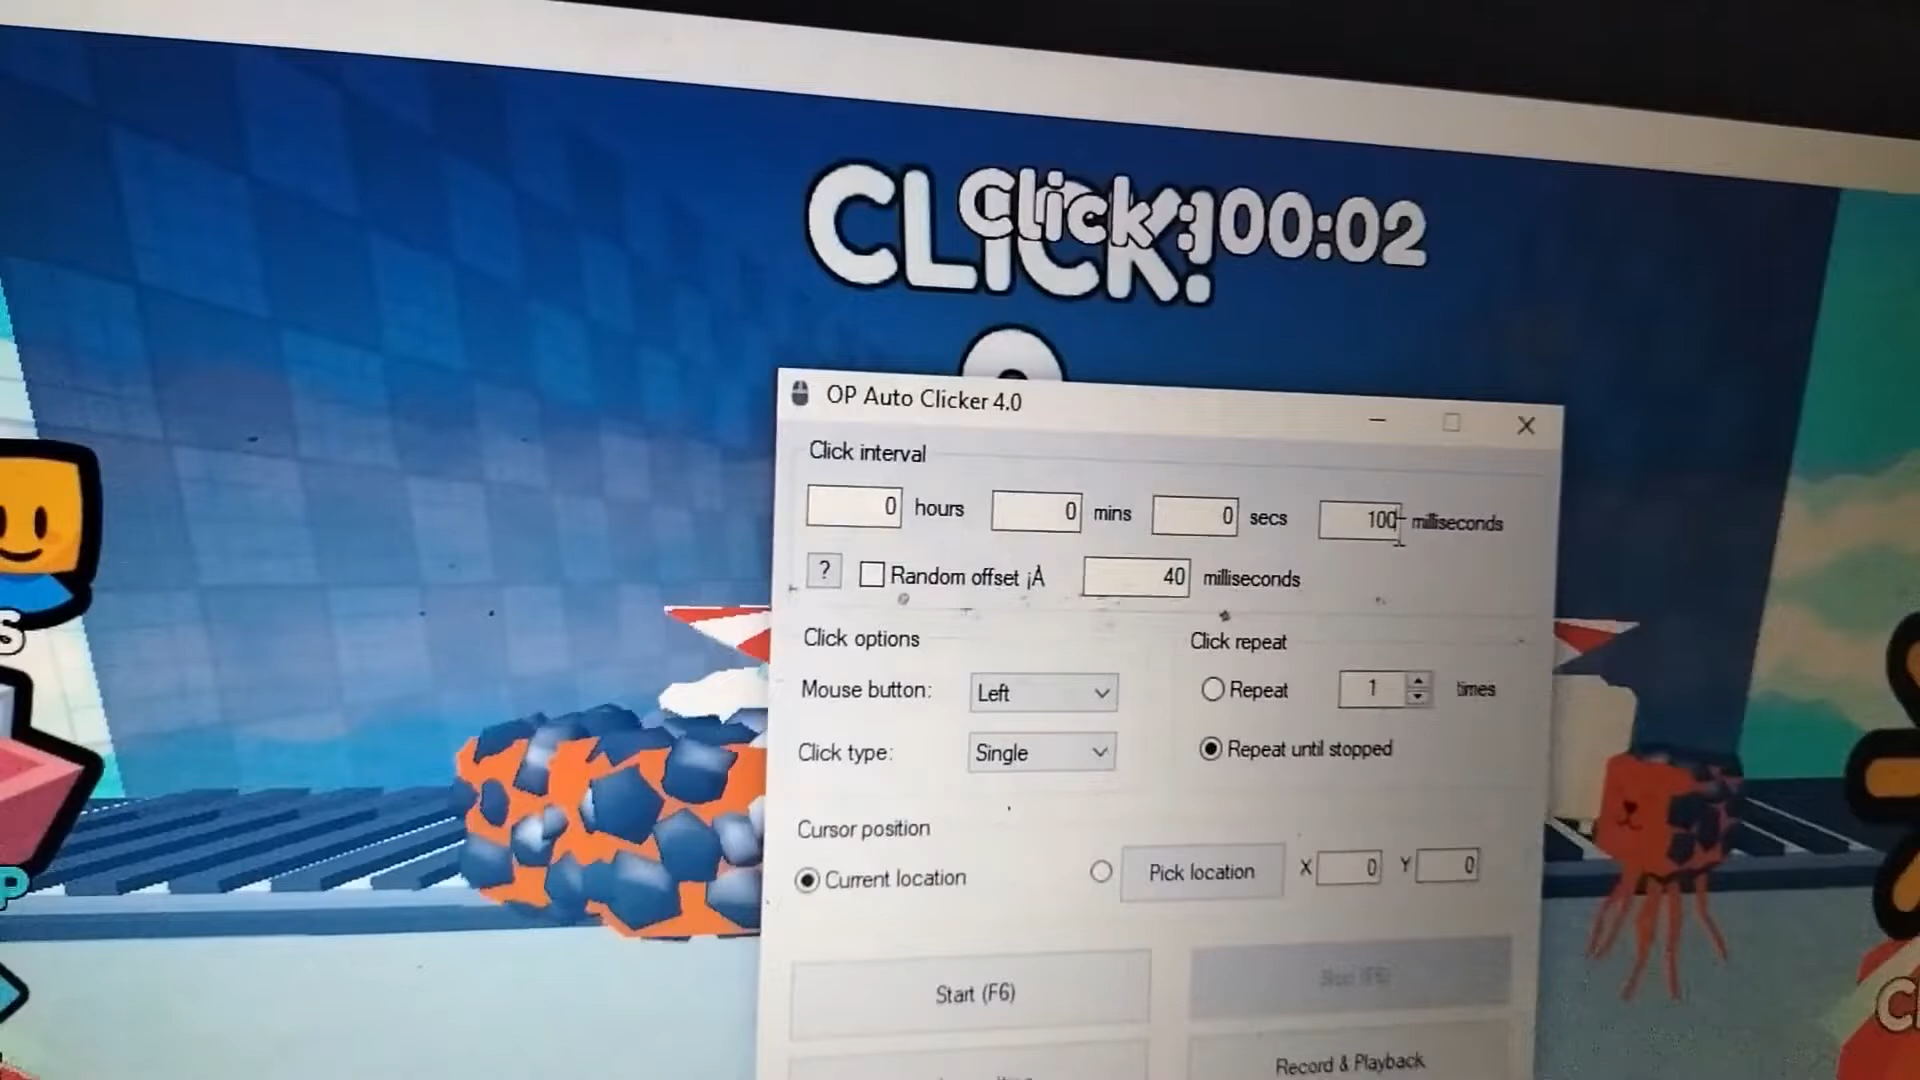 CLICK!
Click:]00:02
OP Auto Clicker 4.0
Click interval
0 hours 0 mins 0 secs 100 milliseconds
? Random offset ¡À 40 milliseconds
Click options
Click repeat
Mouse button: Left
Repeat 1 times
Click type: Single
Repeat until stopped
Cursor position
Current location
Pick location X 0 Y 0
Start (F6)
Stop (F6)
Record & Playback
S
P